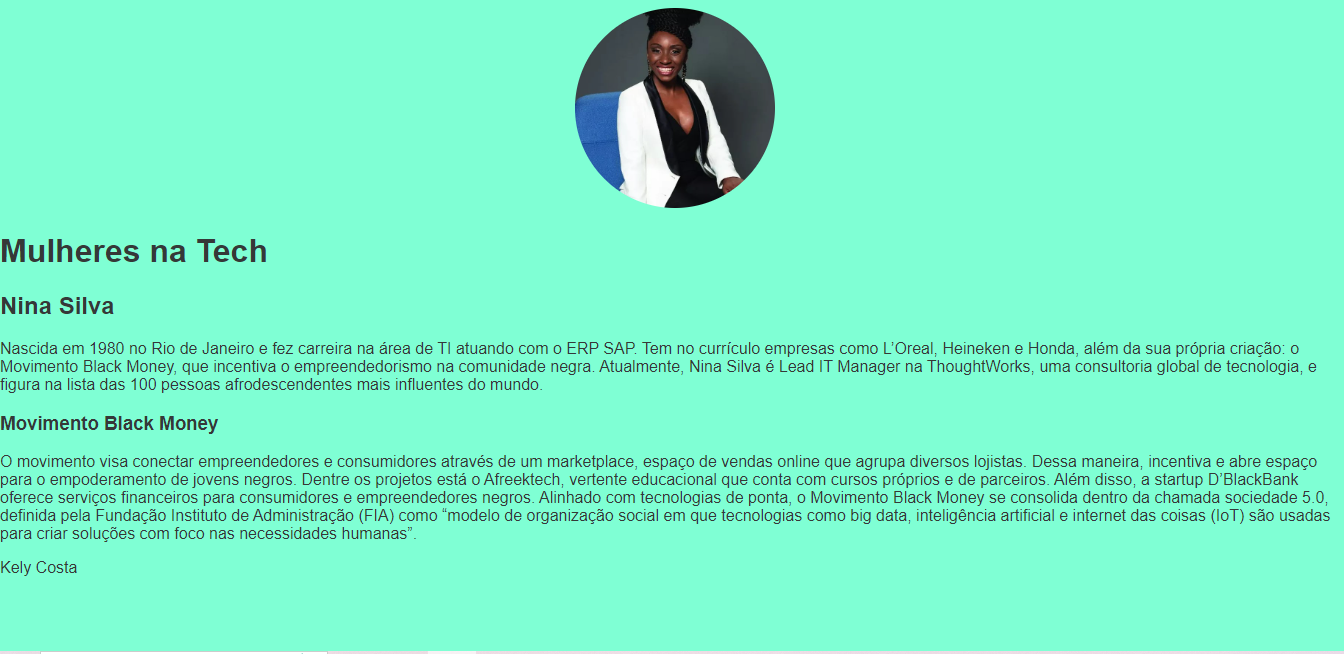 Mulheres na Tech
Nina Silva
Nascida em 1980 no Rio de Janeiro e fez carreira na área de TI atuando com o ERP SAP. Tem no currículo empresas como L’Oreal, Heineken e Honda, além da sua própria criação: o
Movimento Black Money, que incentiva o empreendedorismo na comunidade negra. Atualmente, Nina Silva é Lead IT Manager na ThoughtWorks, uma consultoria global de tecnologia, e
figura na lista das 100 pessoas afrodescendentes mais influentes do mundo.
Movimento Black Money
O movimento visa conectar empreendedores e consumidores através de um marketplace, espaço de vendas online que agrupa diversos lojistas. Dessa maneira, incentiva e abre espaço
para o empoderamento de jovens negros. Dentre os projetos está o Afreektech, vertente educacional que conta com cursos próprios e de parceiros. Além disso, a startup D’BlackBank
oferece serviços financeiros para consumidores e empreendedores negros. Alinhado com tecnologias de ponta, o Movimento Black Money se consolida dentro da chamada sociedade 5.0,
definida pela Fundação Instituto de Administração (FIA) como “modelo de organização social em que tecnologias como big data, inteligência artificial e internet das coisas (IoT) são usadas
para criar soluções com foco nas necessidades humanas”.
Kely Costa